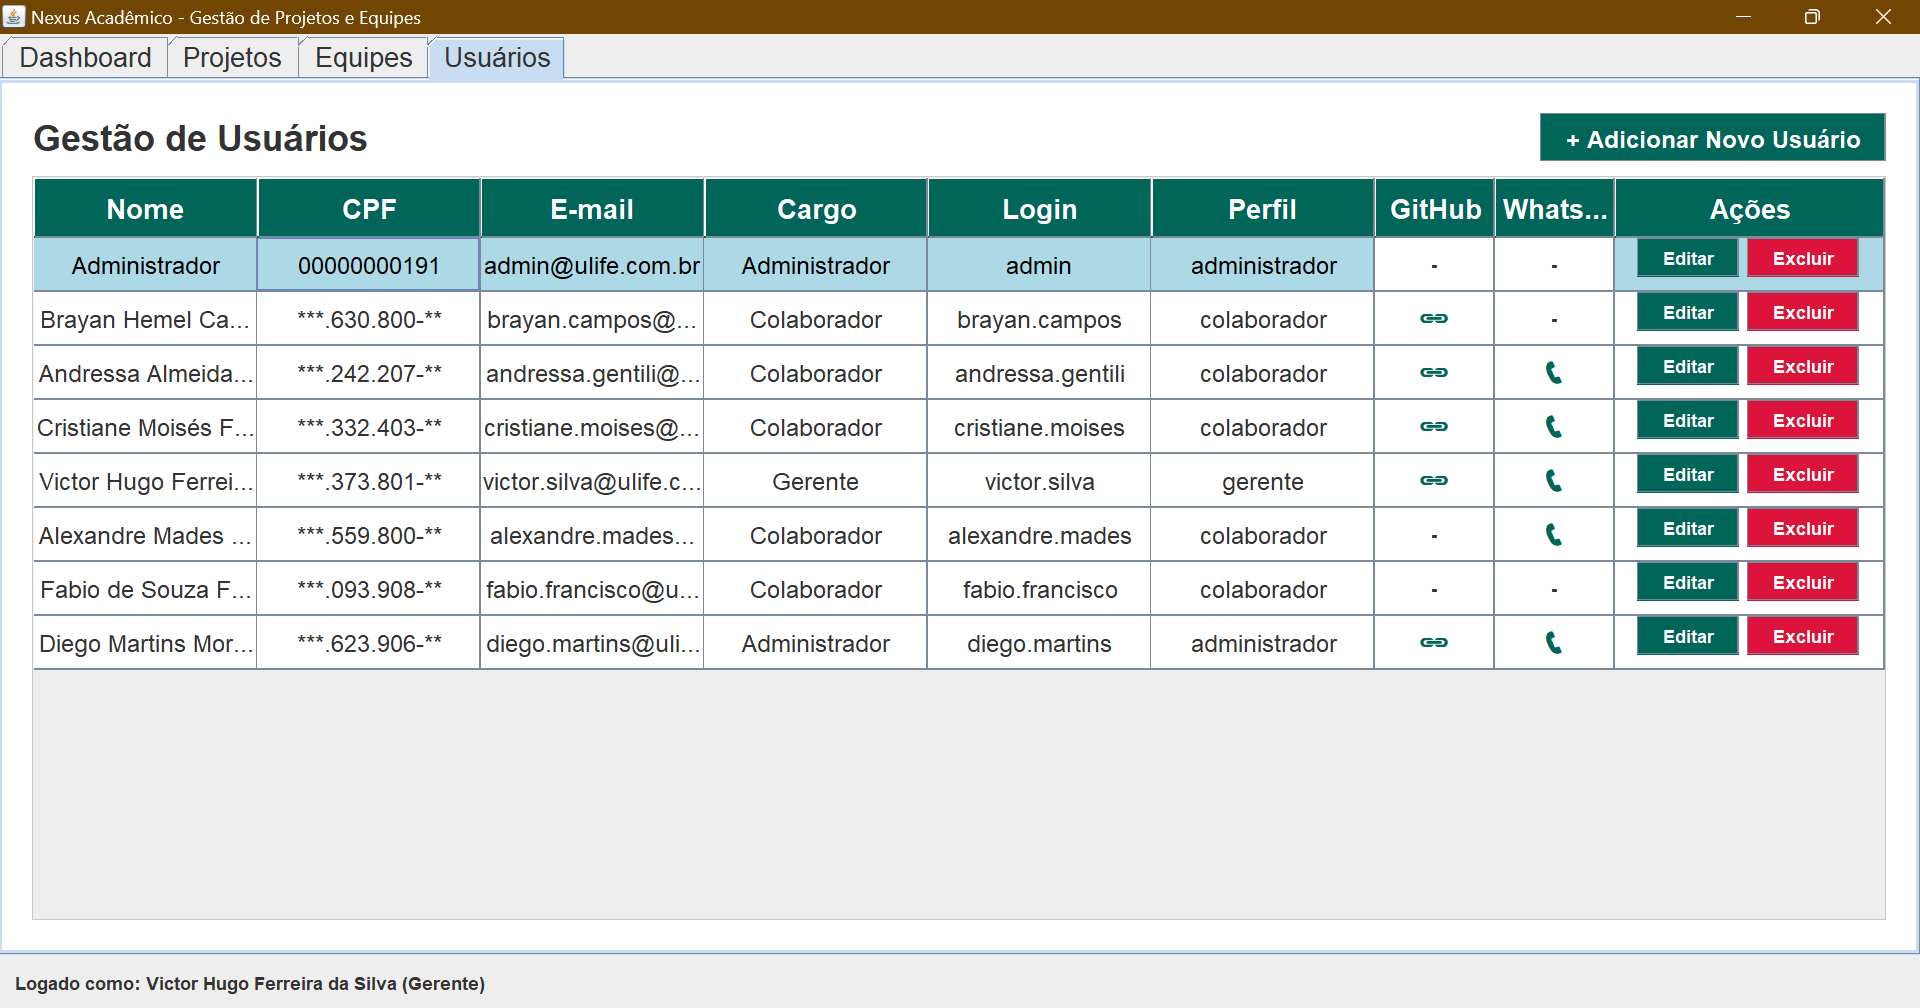 Nexus Acadêmico - Gestão de Projetos e Equipes
Dashboard Projetos Equipes Usuários
Gestão de Usuários
+ Adicionar Novo Usuário
Nome CPF E-mail Cargo Login Perfil GitHub Whats... Ações
Administrador 00000000191 admin@ulife.com.br Administrador admin administrador - - Editar Excluir
Brayan Hemel Ca... ***.630.800-** brayan.campos@... Colaborador brayan.campos colaborador - Editar Excluir
Andressa Almeida... ***.242.207-** andressa.gentili@... Colaborador andressa.gentili colaborador Editar Excluir
Cristiane Moisés F... ***.332.403-** cristiane.moises@... Colaborador cristiane.moises colaborador Editar Excluir
Victor Hugo Ferrei... ***.373.801-** victor.silva@ulife.c... Gerente victor.silva gerente Editar Excluir
Alexandre Mades ... ***.559.800-** alexandre.mades... Colaborador alexandre.mades colaborador - Editar Excluir
Fabio de Souza F... ***.093.908-** fabio.francisco@u... Colaborador fabio.francisco colaborador - - Editar Excluir
Diego Martins Mor... ***.623.906-** diego.martins@uli... Administrador diego.martins administrador Editar Excluir
Logado como: Victor Hugo Ferreira da Silva (Gerente)